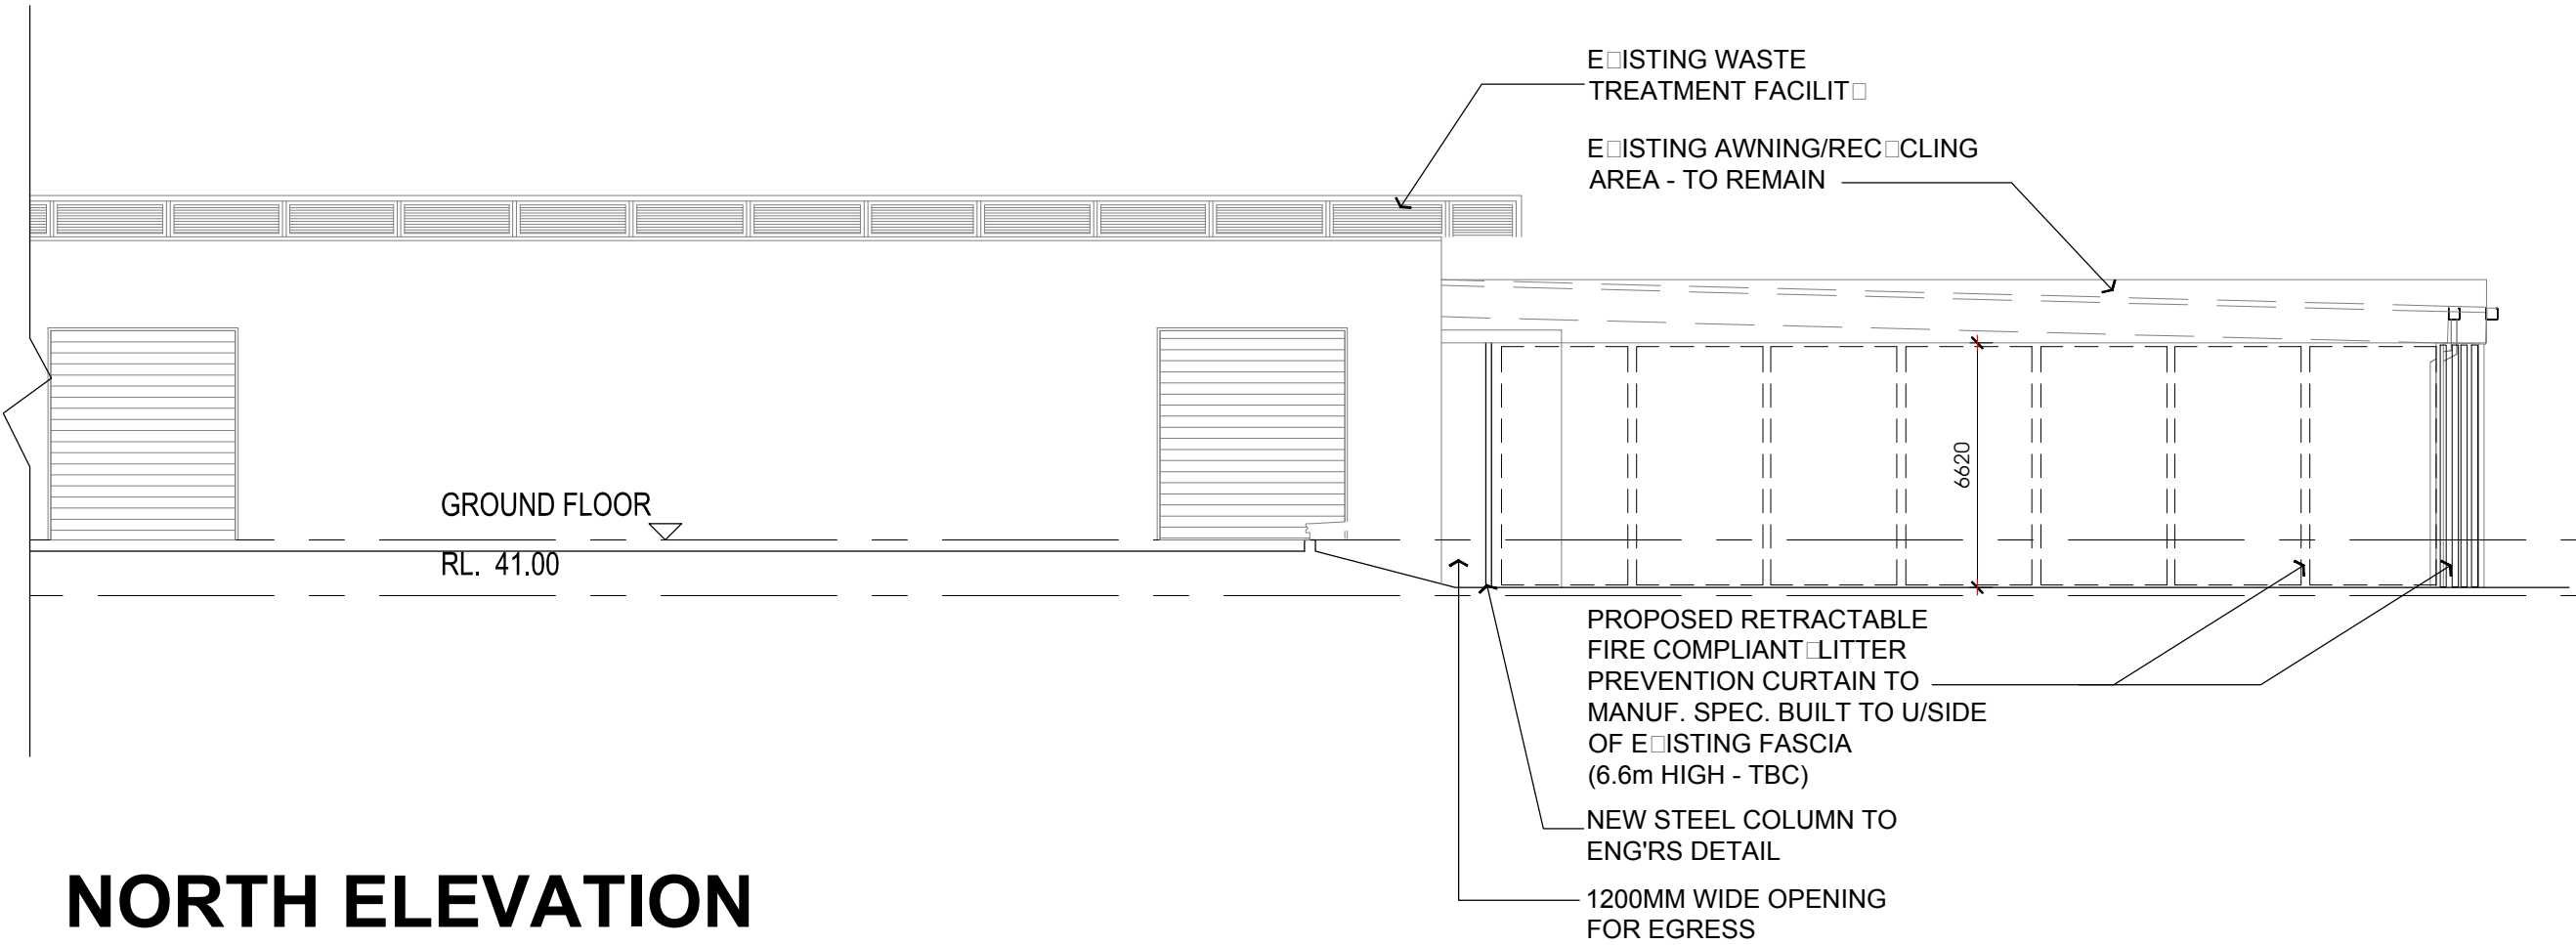 E□ISTING WASTE
TREATMENT FACILIT□
E□ISTING AWNING/REC□CLING
AREA - TO REMAIN
6620
GROUND FLOOR
RL. 41.00
PROPOSED RETRACTABLE
FIRE COMPLIANT□LITTER
PREVENTION CURTAIN TO
MANUF. SPEC. BUILT TO U/SIDE
OF E□ISTING FASCIA
(6.6m HIGH - TBC)
NEW STEEL COLUMN TO
ENG'RS DETAIL
1200MM WIDE OPENING
FOR EGRESS
NORTH ELEVATION